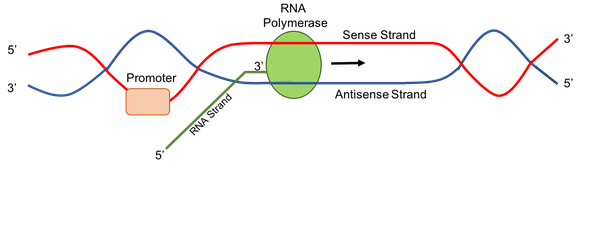 RNA
Polymerase
Sense Strand
3’
5’
3’
Promoter
3’
5’
Antisense Strand
RNA Strand
5’